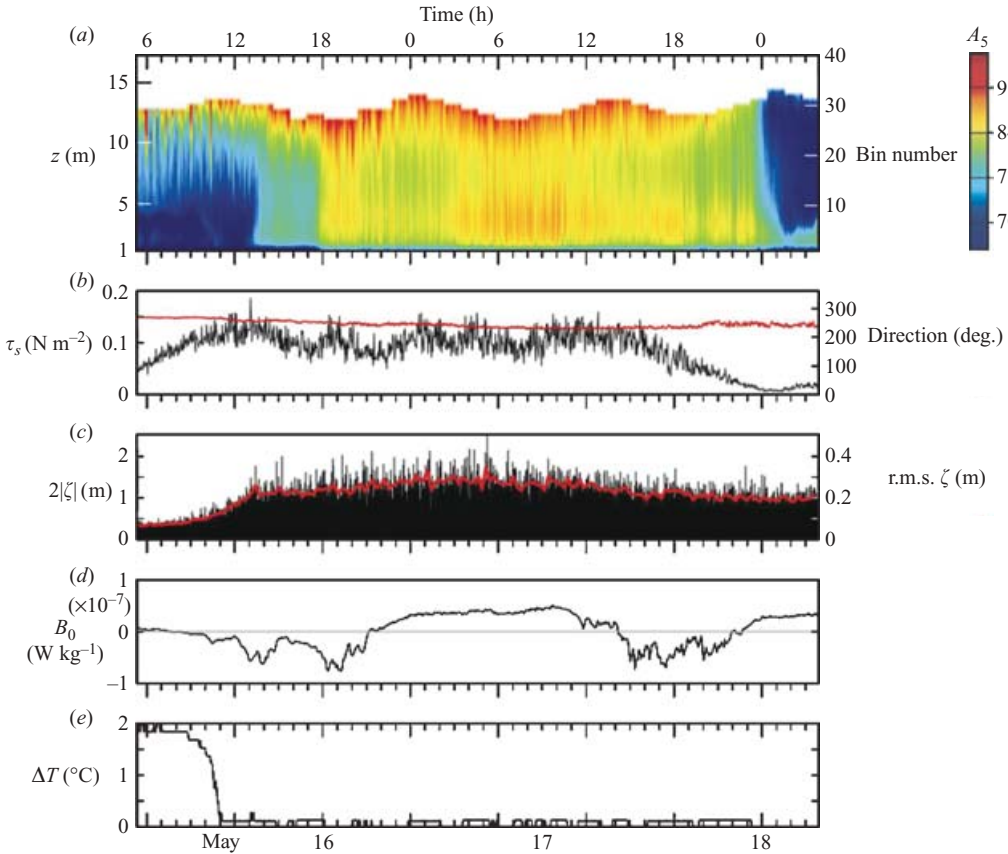 Time (h)
(a) 6 12 18 0 6 12 18 0 A₅
15 10 5 1
z (m)
40 30 20 10
Bin number
9 8 7 7
(b)
0.2 0.1 0
τₛ (N m⁻²)
300 200 100 0
Direction (deg.)
(c)
2 1 0
2|ζ| (m)
0.4 0.2 0
r.m.s. ζ (m)
(d)
1 0 −1
(×10⁻⁷)
B₀
(W kg⁻¹)
(e)
2 1 0
ΔT (°C)
May 16 17 18